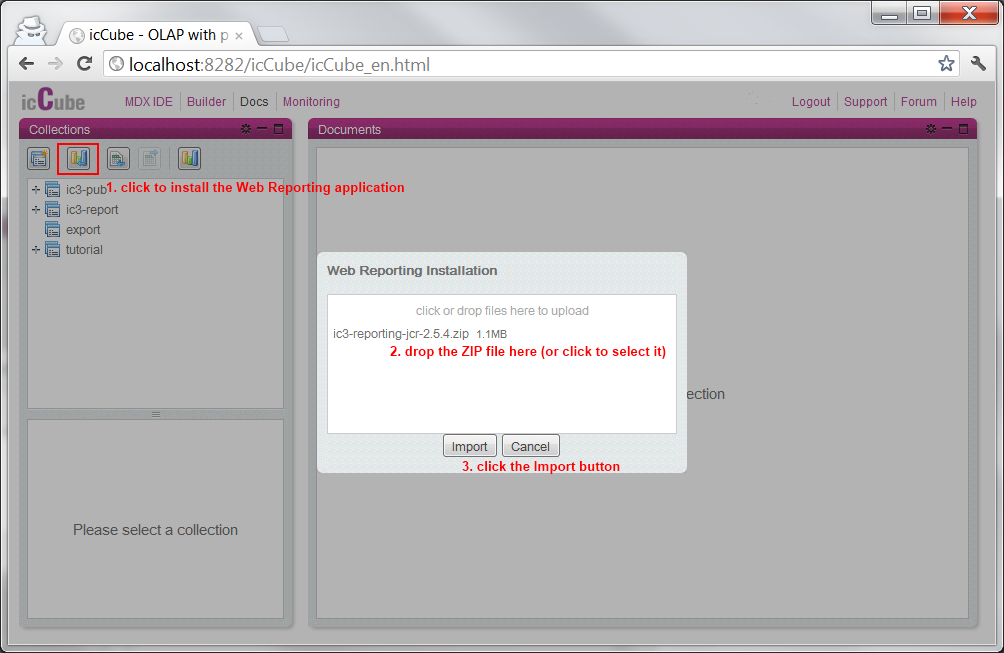 icCube - OLAP with p
localhost:8282/icCube/icCube_en.html
icCube MDX IDE Builder Docs Monitoring Logout Support Forum Help
Collections
Documents
1. click to install the Web Reporting application
ic3-pub
ic3-report
export
tutorial
Web Reporting Installation
click or drop files here to upload
ic3-reporting-jcr-2.5.4.zip 1.1MB
2. drop the ZIP file here (or click to select it)
ection
Import Cancel
3. click the Import button
Please select a collection